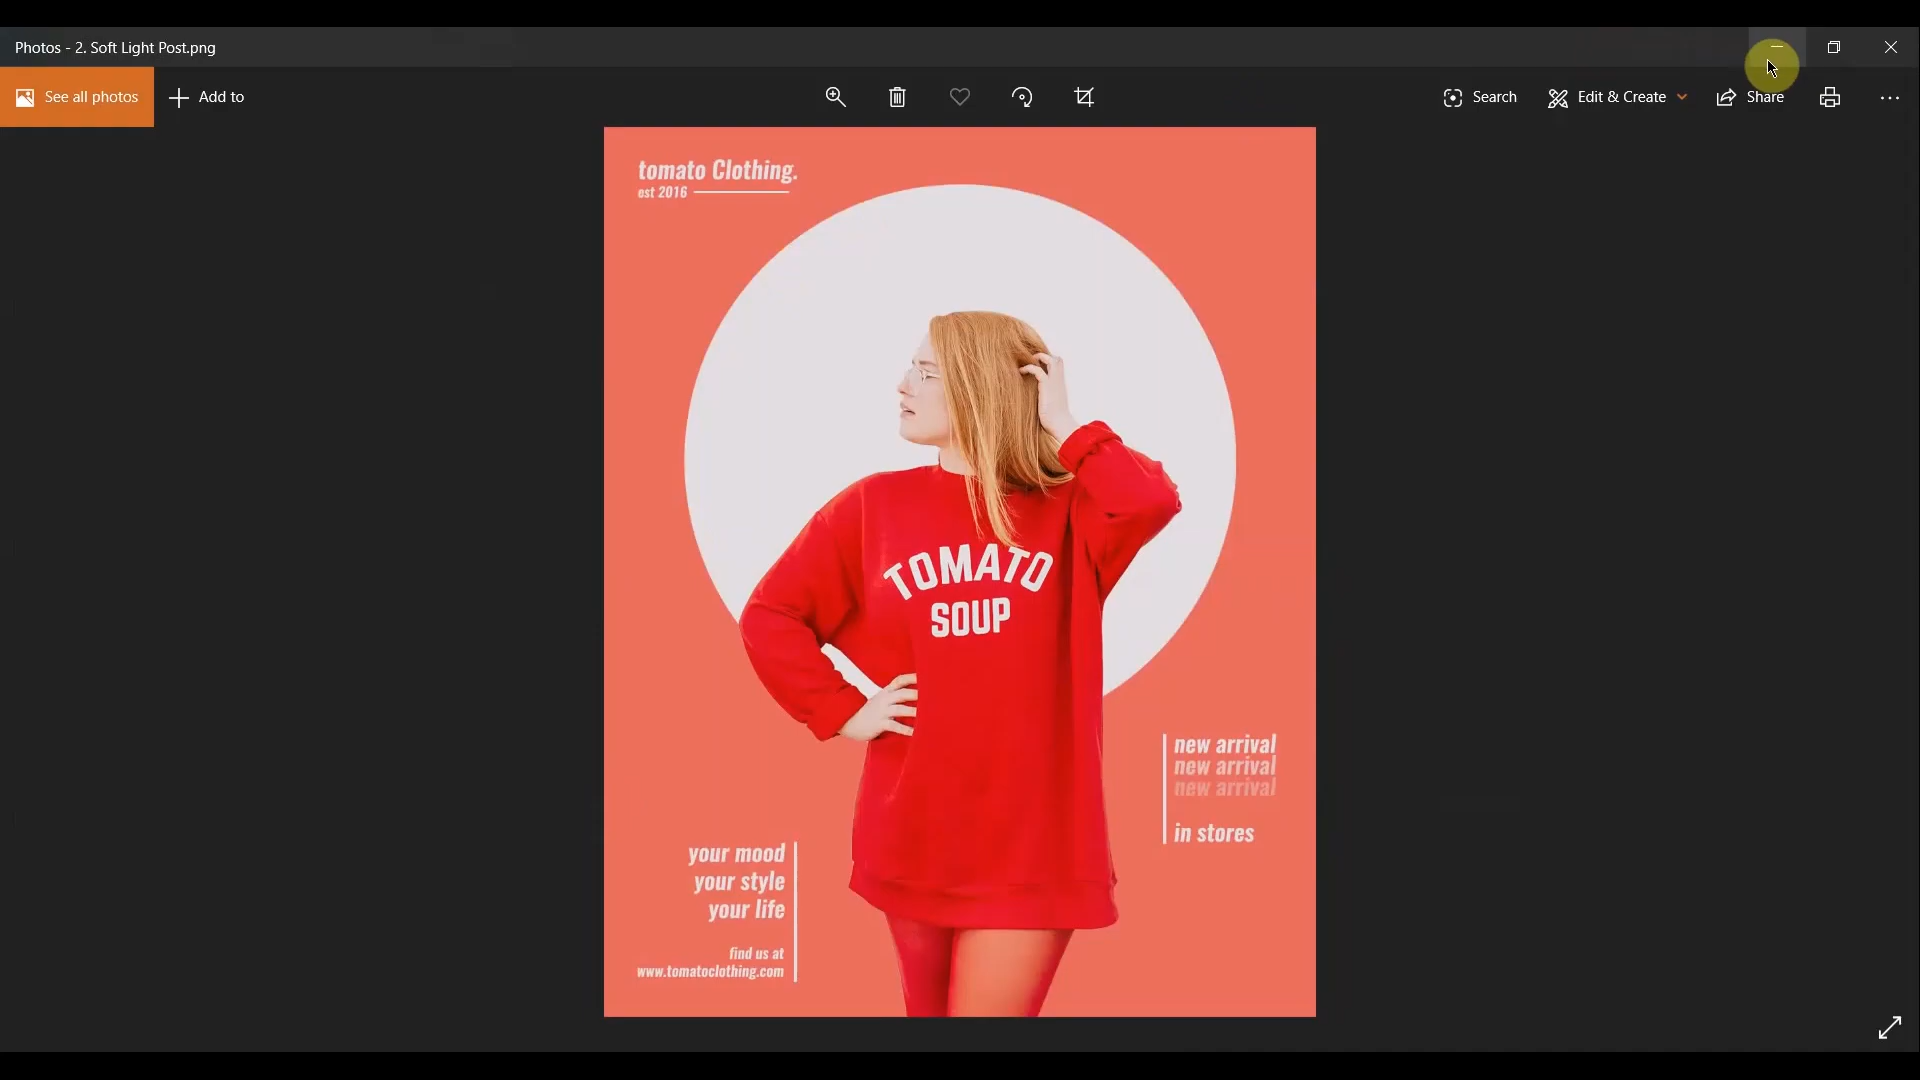 Photos - 2. Soft Light Post.png
See all photos
Add to
Search
Edit & Create
Share
tomato Clothing.
est 2016
TOMATO
SOUP
new arrival
new arrival
new arrival
in stores
your mood
your style
your life
find us at
www.tomatoclothing.com